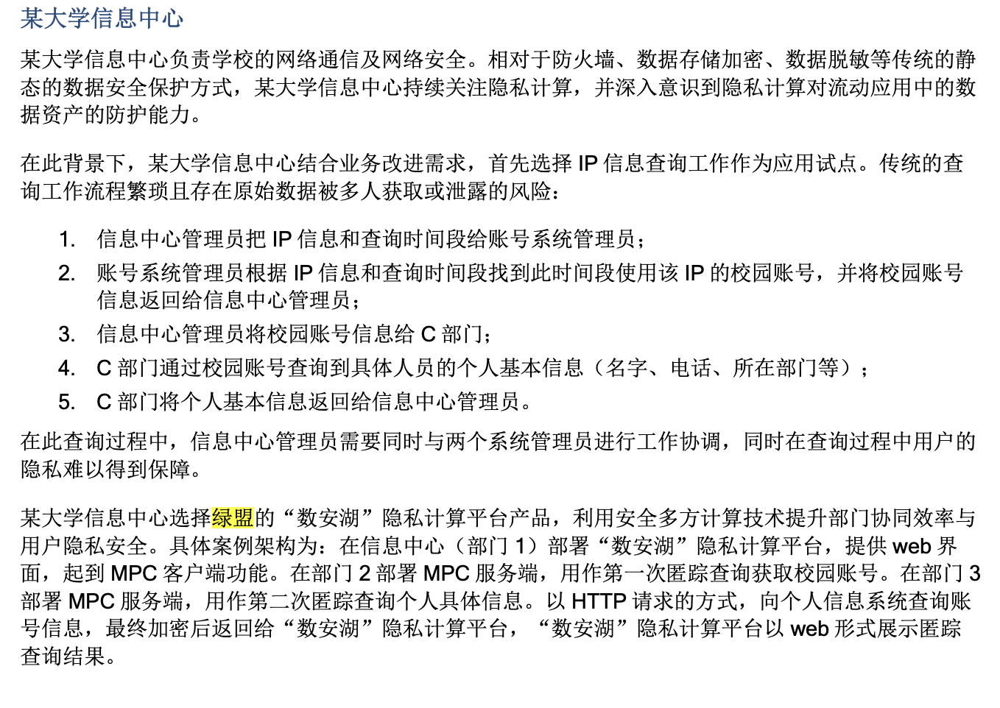 某大学信息中心
某大学信息中心负责学校的网络通信及网络安全。相对于防火墙、数据存储加密、数据脱敏等传统的静
态的数据安全保护方式，某大学信息中心持续关注隐私计算，并深入意识到隐私计算对流动应用中的数
据资产的防护能力。
在此背景下，某大学信息中心结合业务改进需求，首先选择 IP 信息查询工作作为应用试点。传统的查
询工作流程繁琐且存在原始数据被多人获取或泄露的风险：
1. 信息中心管理员把 IP 信息和查询时间段给账号系统管理员；
2. 账号系统管理员根据 IP 信息和查询时间段找到此时间段使用该 IP 的校园账号，并将校园账号
信息返回给信息中心管理员；
3. 信息中心管理员将校园账号信息给 C 部门；
4. C 部门通过校园账号查询到具体人员的个人基本信息（名字、电话、所在部门等）；
5. C 部门将个人基本信息返回给信息中心管理员。
在此查询过程中，信息中心管理员需要同时与两个系统管理员进行工作协调，同时在查询过程中用户的
隐私难以得到保障。
某大学信息中心选择绿盟的“数安湖”隐私计算平台产品，利用安全多方计算技术提升部门协同效率与
用户隐私安全。具体案例架构为：在信息中心（部门 1）部署“数安湖”隐私计算平台，提供 web 界
面，起到 MPC 客户端功能。在部门 2 部署 MPC 服务端，用作第一次匿踪查询获取校园账号。在部门 3
部署 MPC 服务端，用作第二次匿踪查询个人具体信息。以 HTTP 请求的方式，向个人信息系统查询账
号信息，最终加密后返回给“数安湖”隐私计算平台，“数安湖”隐私计算平台以 web 形式展示匿踪
查询结果。